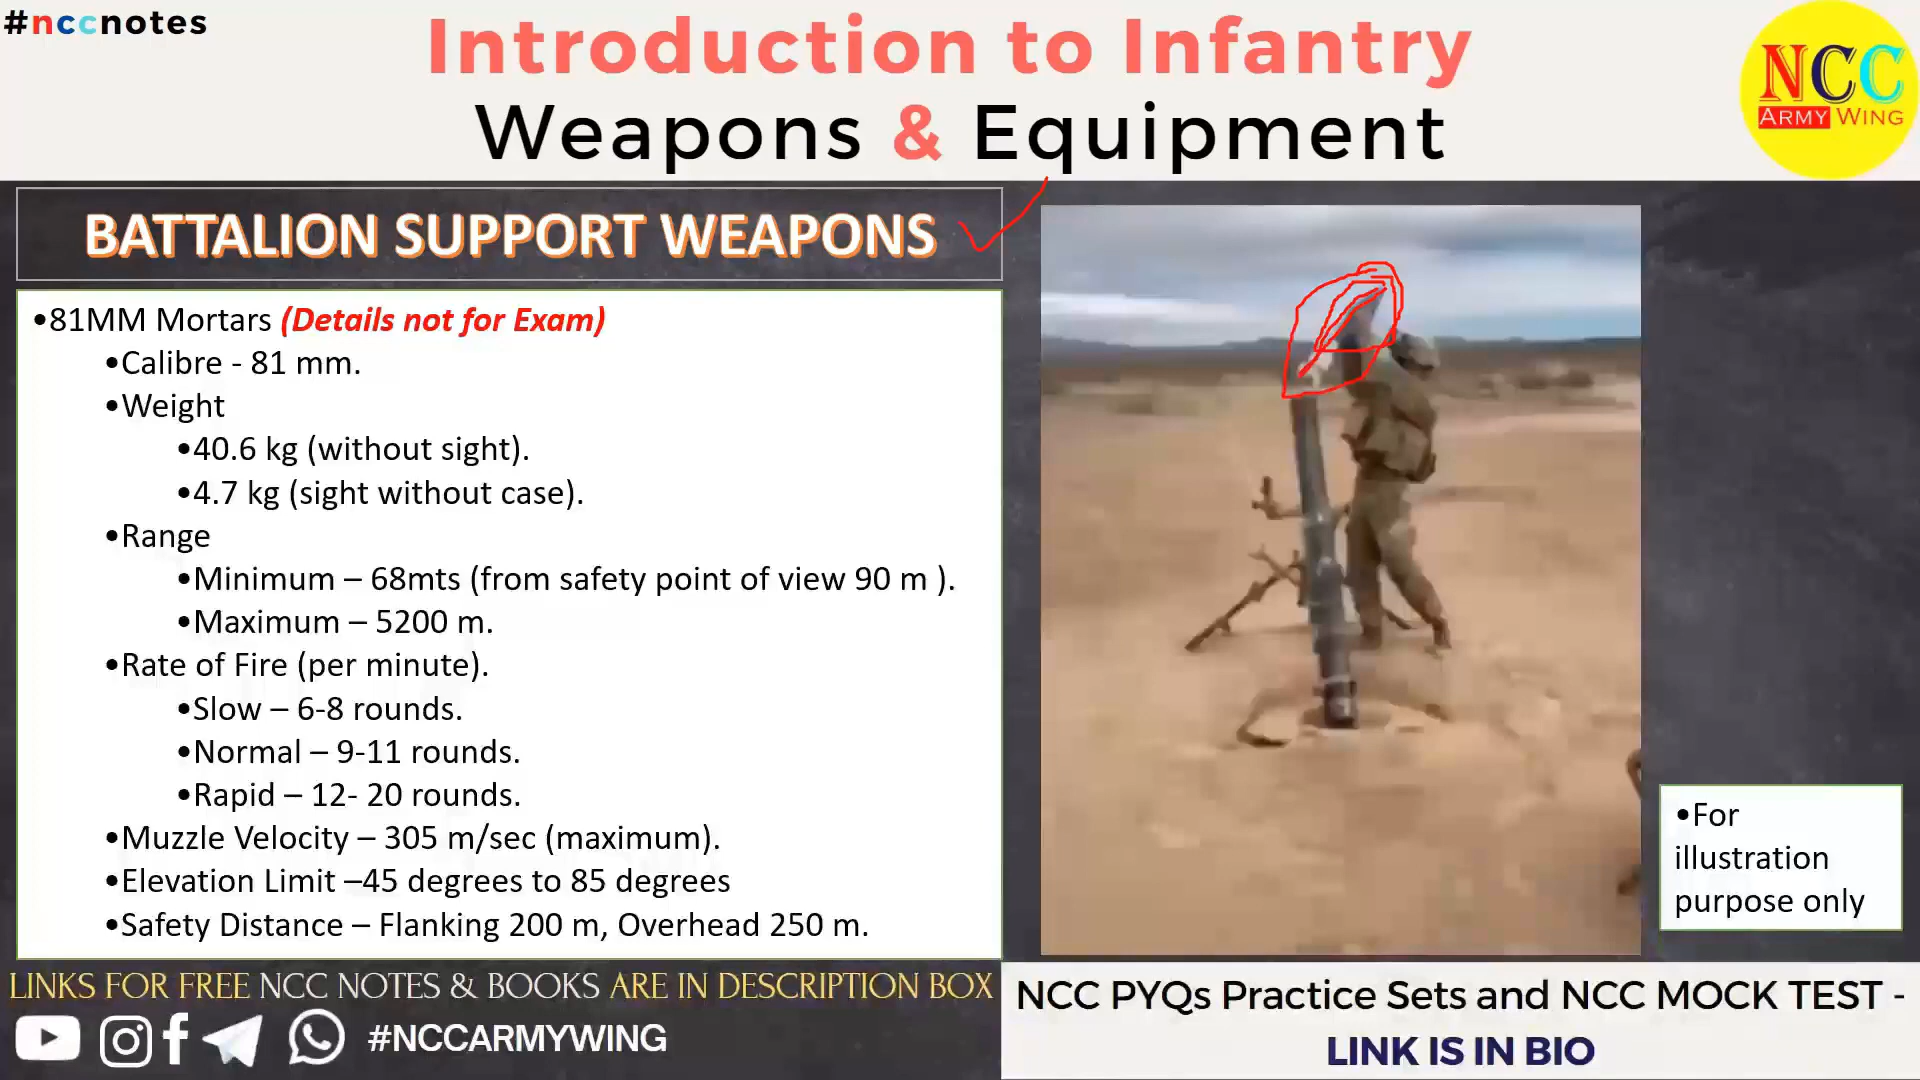 #nccnotes
Introduction to Infantry
Weapons & Equipment
NCC
ARMY WING
BATTALION SUPPORT WEAPONS
•81MM Mortars (Details not for Exam)
•Calibre - 81 mm.
•Weight
•40.6 kg (without sight).
•4.7 kg (sight without case).
•Range
•Minimum – 68mts (from safety point of view 90 m ).
•Maximum – 5200 m.
•Rate of Fire (per minute).
•Slow – 6-8 rounds.
•Normal – 9-11 rounds.
•Rapid – 12- 20 rounds.
•Muzzle Velocity – 305 m/sec (maximum).
•Elevation Limit –45 degrees to 85 degrees
•Safety Distance – Flanking 200 m, Overhead 250 m.
•For
illustration
purpose only
LINKS FOR FREE NCC NOTES & BOOKS ARE IN DESCRIPTION BOX
#NCCARMYWING
NCC PYQs Practice Sets and NCC MOCK TEST -
LINK IS IN BIO